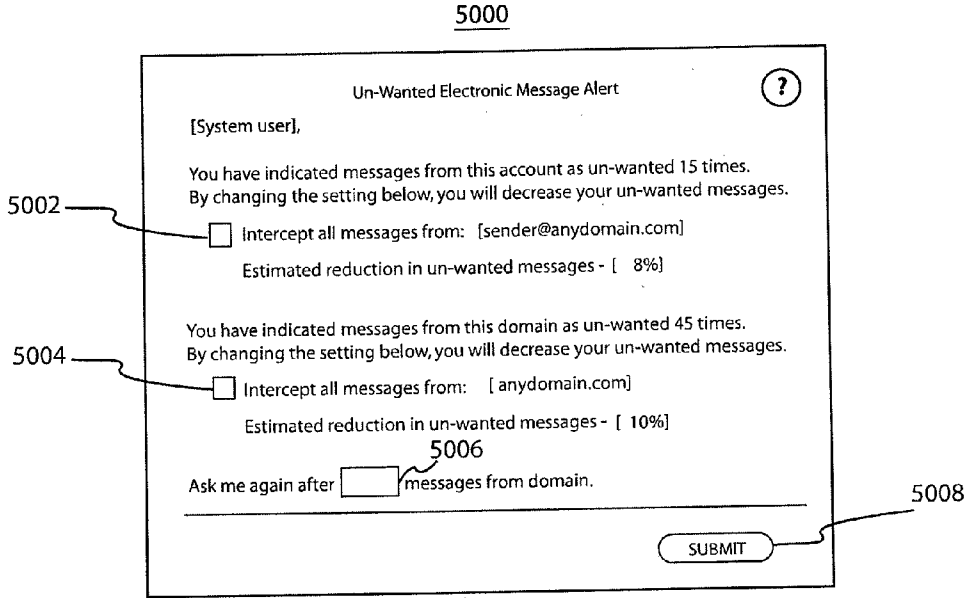 5000
Un-Wanted Electronic Message Alert
?
[System user],
You have indicated messages from this account as un-wanted 15 times.
By changing the setting below, you will decrease your un-wanted messages.
5002
Intercept all messages from: [sender@anydomain.com]
Estimated reduction in un-wanted messages - [ 8%]
You have indicated messages from this domain as un-wanted 45 times.
By changing the setting below, you will decrease your un-wanted messages.
5004
Intercept all messages from: [ anydomain.com]
Estimated reduction in un-wanted messages - [ 10%]
5006
Ask me again after messages from domain.
5008
SUBMIT